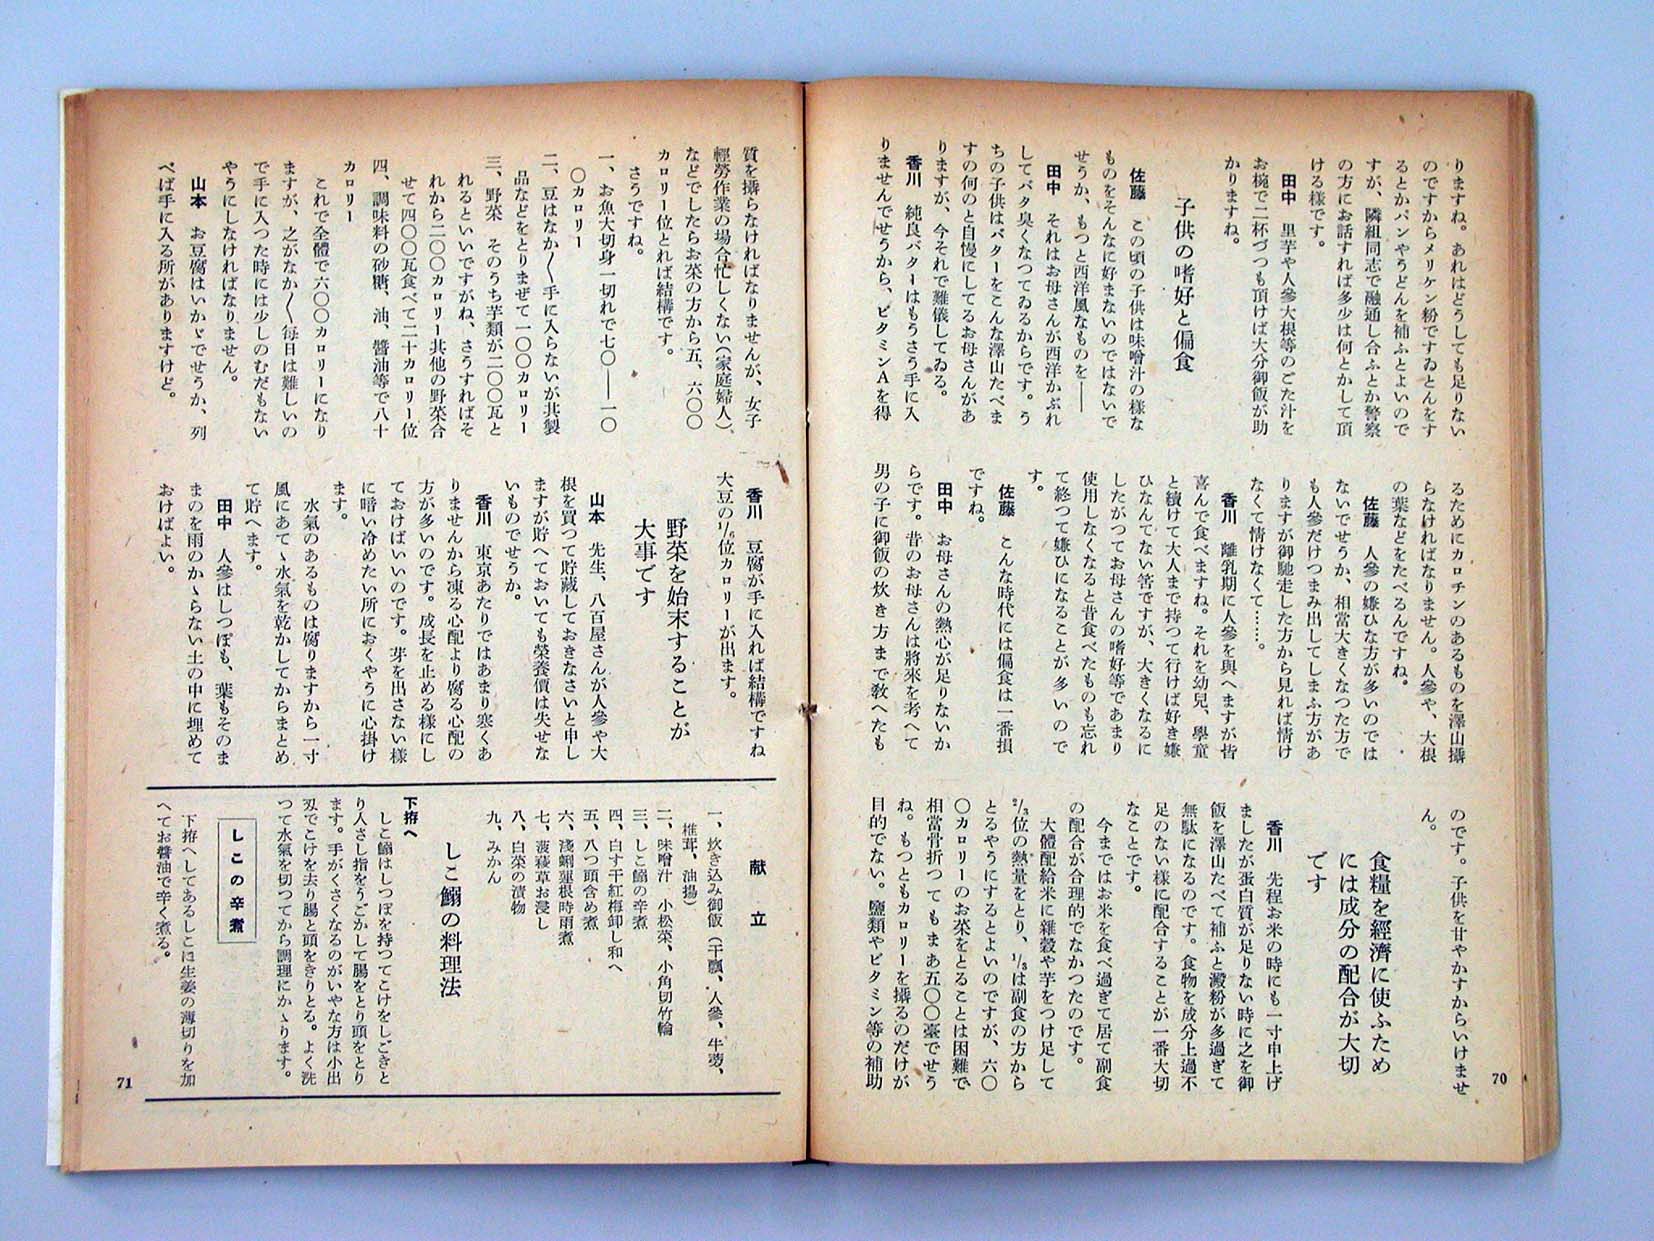 りますね。あれはどうしても足りない
のですからメリケン粉ですゐとんをす
るとかパンやうどんを補ふとよいので
すが、隣組同志で融通し合ふとか警察
の方にお話すれば多少は何とかして頂
ける様です。
田中　里芋や人參大根等のごた汁を
お椀で二杯づつも頂けば大分御飯が助
かりますね。
子供の嗜好と偏食
佐藤　この頃の子供は味噌汁の様な
ものをそんなに好まないのではないで
せうか、もつと西洋風なものを――
田中　それはお母さんが西洋かぶれ
してバタ臭くなつてゐるからです。う
ちの子供はバターをこんな澤山たべま
すの何のと自慢にしてるお母さんがあ
りますが、今それで難儀してゐる。
香川　純良バターはもうさう手に入
りませんでせうから、ビタミンAを得
るためにカロチンのあるものを澤山攝
らなければなりません。人參や、大根
の葉などをたべるんですね。
佐藤　人參の嫌ひな方が多いのでは
ないでせうか、相當大きくなつた方で
も人參だけつまみ出してしまふ方があ
りますが御馳走した方から見れば情け
なくて情けなくて……。
香川　離乳期に人參を與へますが皆
喜んで食べますね。それを幼兒、學童
と續けて大人まで持つて行けば好き嫌
ひなんてない筈ですが、大きくなるに
したがつてお母さんの嗜好等であまり
使用しなくなると昔食べたものも忘れ
て終つて嫌ひになることが多いので
す。
佐藤　こんな時代には偏食は一番損
ですね。
田中　お母さんの熱心が足りないか
らです。昔のお母さんは將來を考へて
男の子に御飯の炊き方まで敎へたも
のです。子供を甘やかすからいけませ
ん。
食糧を經濟に使ふため
には成分の配合が大切
です
香川　先程お米の時にも一寸申上げ
ましたが蛋白質が足りない時に之を御
飯を澤山たべて補ふと澱粉が多過ぎて
無駄になるのです。食物を成分上過不
足のない樣に配合することが一番大切
なことです。
今まではお米を食べ過ぎて居て副食
の配合が合理的でなかつたのです。
大體配給米に雜穀や芋をつけ足して
⅔位の熱量をとり、⅓は副食の方から
とるやうにするとよいのですが、六〇
〇カロリーのお菜をとることは困難で
相當骨折つてもまあ五〇〇臺でせう
ね。もつともカロリーを攝るのだけが
目的でない。鹽類やビタミン等の補助
70
質を攝らなければなりませんが、女子
輕勞作業の場合忙しくない(家庭婦人)
などでしたらお菜の方から五、六〇〇
カロリー位とれば結構です。
さうですね。
一、お魚大切身一切れで七〇――一〇
〇カロリー
二、豆はなか〱手に入らないが共製
品などをとりまぜて一〇〇カロリー
三、野菜　そのうち芋類が二〇〇瓦と
れるといいですがね、さうすればそ
れから二〇〇カロリー其他の野菜合
せて四〇〇瓦食べて二十カロリー位
四、調味料の砂糖、油、醬油等で八十
カロリー
これで全體で六〇〇カロリーになり
ますが、之がなか〱毎日は難しいの
で手に入つた時には少しのむだもない
やうにしなければなりません。
山本　お豆腐はいかゞでせうか、列
べば手に入る所がありますけど。
香川　豆腐が手に入れば結構ですね
大豆の⅙位カロリーが出ます。
野菜を始末することが
大事です
山本　先生、八百屋さんが人參や大
根を買つて貯藏しておきなさいと申し
ますが貯へておいても榮養價は失せな
いものでせうか。
香川　東京あたりではあまり寒くあ
りませんから凍る心配より腐る心配の
方が多いのです。成長を止める樣にし
ておけばいいのです。芽を出さない樣
に暗い冷めたい所におくやうに心掛け
ます。
水氣のあるものは腐りますから一寸
風にあてゝ水氣を乾かしてからまとめ
て貯へます。
田中　人參はしつぽも、葉もそのま
まのを雨のかゝらない土の中に埋めて
おけばよい。
献立
一、炊き込み御飯(干瓢、人參、牛蒡、
椎茸、油揚)
二、味噌汁　小松菜、小角切竹輪
三、しこ鰯の辛煮
四、白す干紅梅卸し和へ
五、八つ頭含め煮
六、淺蜊蓮根時雨煮
七、菠薐草お浸し
八、白菜の漬物
九、みかん
しこ鰯の料理法
下拵へ
しこ鰯はしつぽを持つてこけをしごきと
り人さし指をうごかして腸をとり頭をとり
ます。手がくさくなるのがいやな方は小出
刄でこけを去り腸と頭をきりとる。よく洗
つて水氣を切つてから調理にかゝります。
しこの辛煮
下拵へしてあるしこに生姜の薄切りを加
へてお醬油で辛く煮る。
71